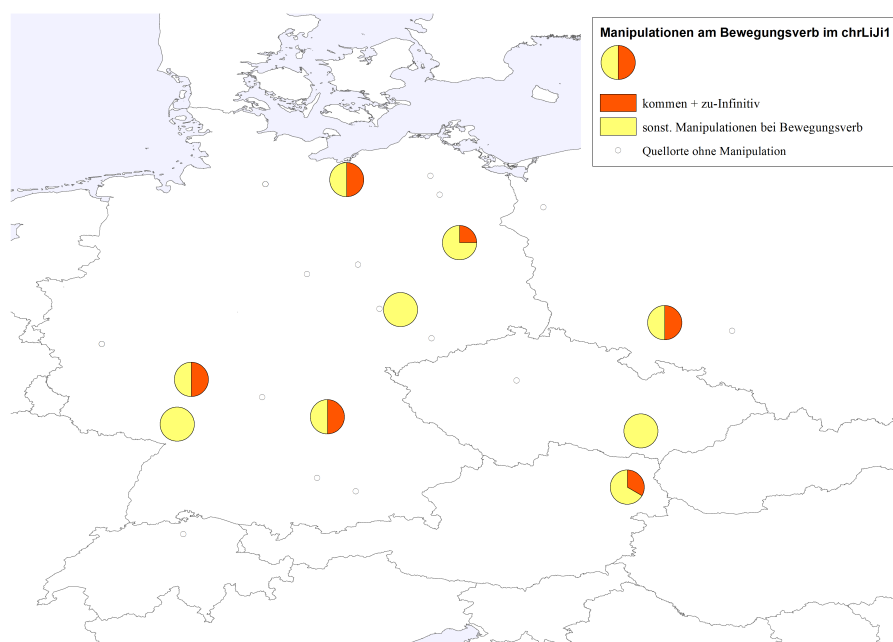 Manipulationen am Bewegungsverb im chrLiJi1
kommen + zu-Infinitiv
sonst. Manipulationen bei Bewegungsverb
Quellorte ohne Manipulation